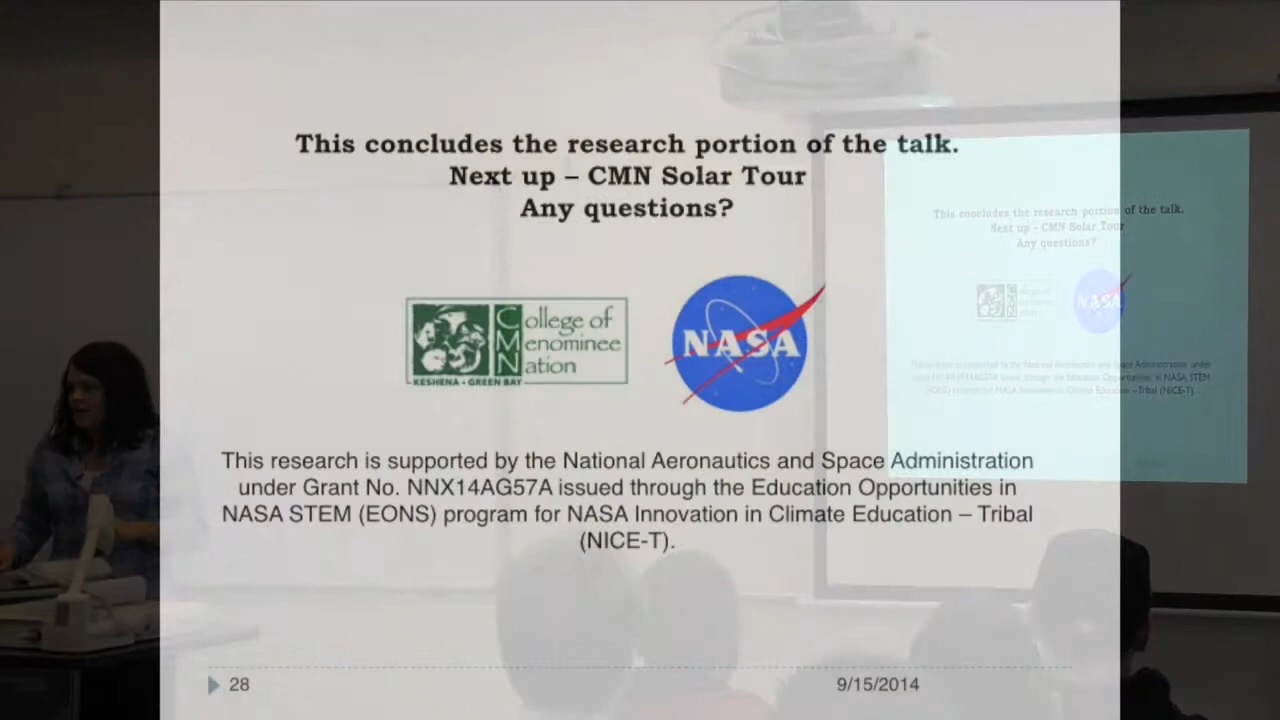 This concludes the research portion of the talk.
Next up – CMN Solar Tour
Any questions?
College of
Menominee
Nation
KESHENA • GREEN BAY
NASA
This research is supported by the National Aeronautics and Space Administration
under Grant No. NNX14AG57A issued through the Education Opportunities in
NASA STEM (EONS) program for NASA Innovation in Climate Education – Tribal
(NICE-T).
28
9/15/2014
This concludes the research portion of the talk.
Next up – CMN Solar Tour
Any questions?
NASA